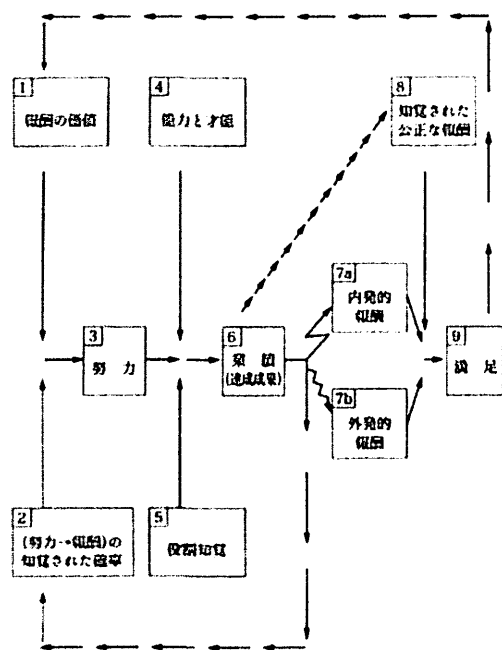 1
報酬の価値
4
能力と才能
8
知覚された
公正な報酬
3
努 力
6
業 績
(達成成果)
7a
内発的
報酬
7b
外発的
報酬
9
満 足
2
(努力→報酬)の
知覚された確率
5
役割知覚